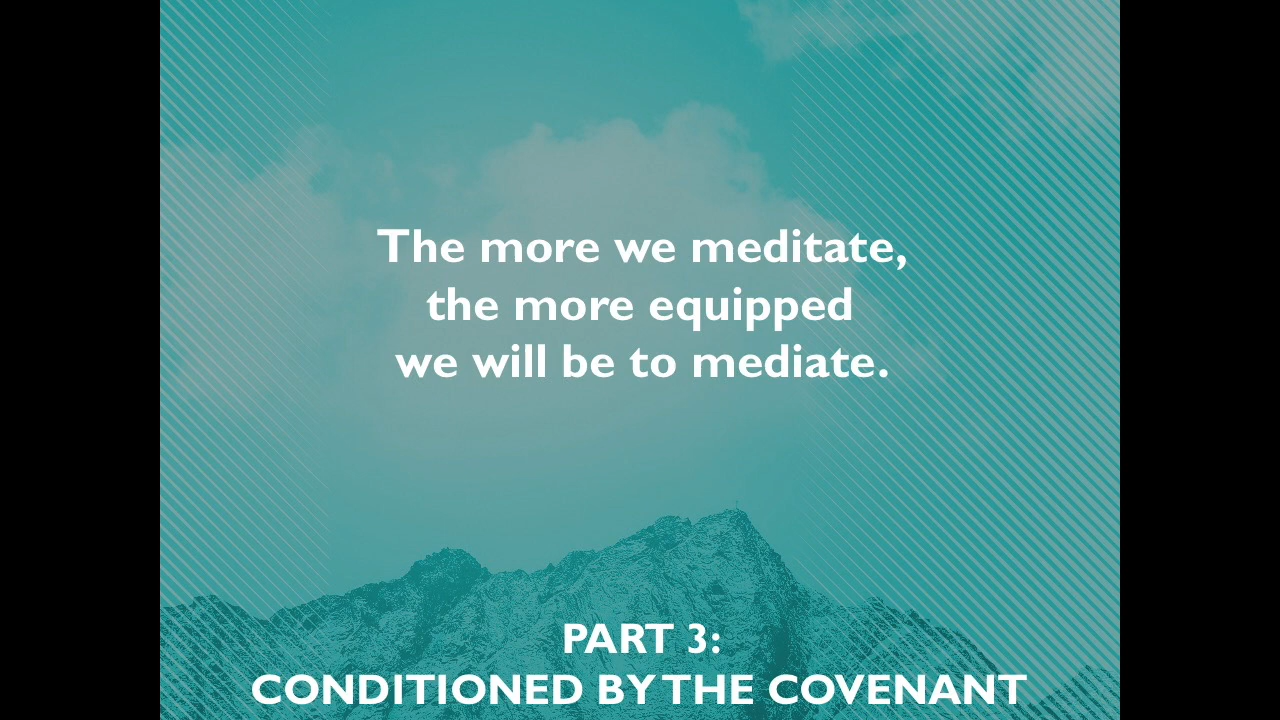 The more we meditate,
the more equipped
we will be to mediate.
PART 3:
CONDITIONED BY THE COVENANT